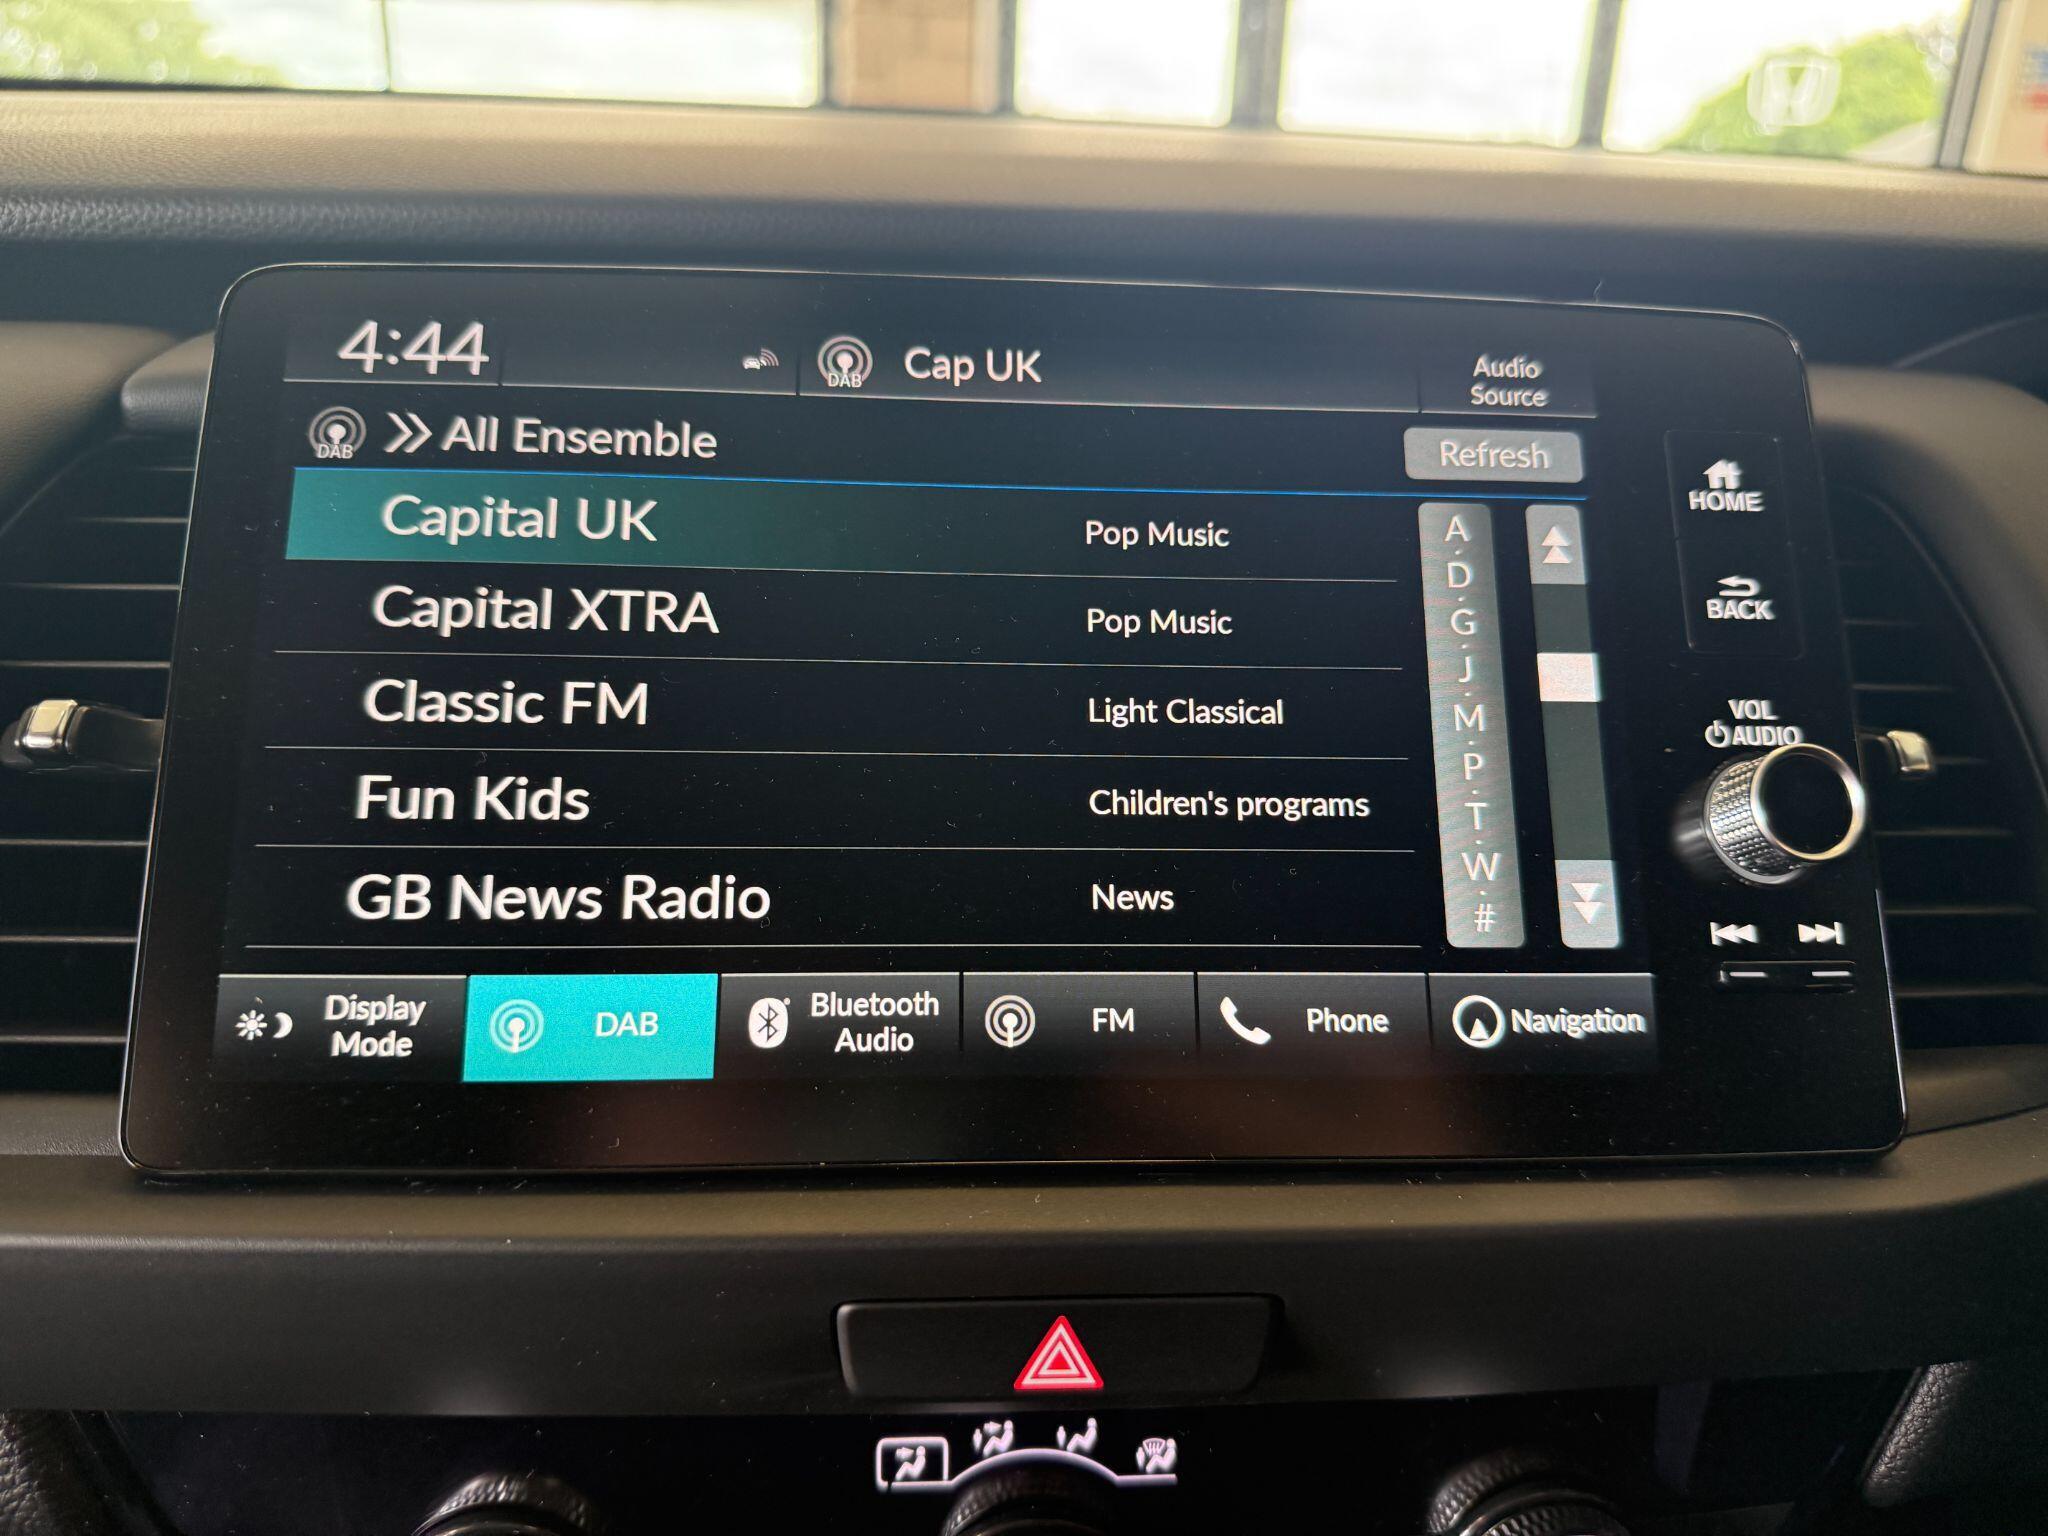 4:44
DAB
Cap UK
Audio
Source
DAB
All Ensemble
Refresh
Capital UK
Pop Music
Capital XTRA
Pop Music
Classic FM
Light Classical
Fun Kids
Children's programs
GB News Radio
News
A
D
G
J
M
P
T
W
#
HOME
BACK
VOL
AUDIO
Display
Mode
DAB
Bluetooth
Audio
FM
Phone
Navigation